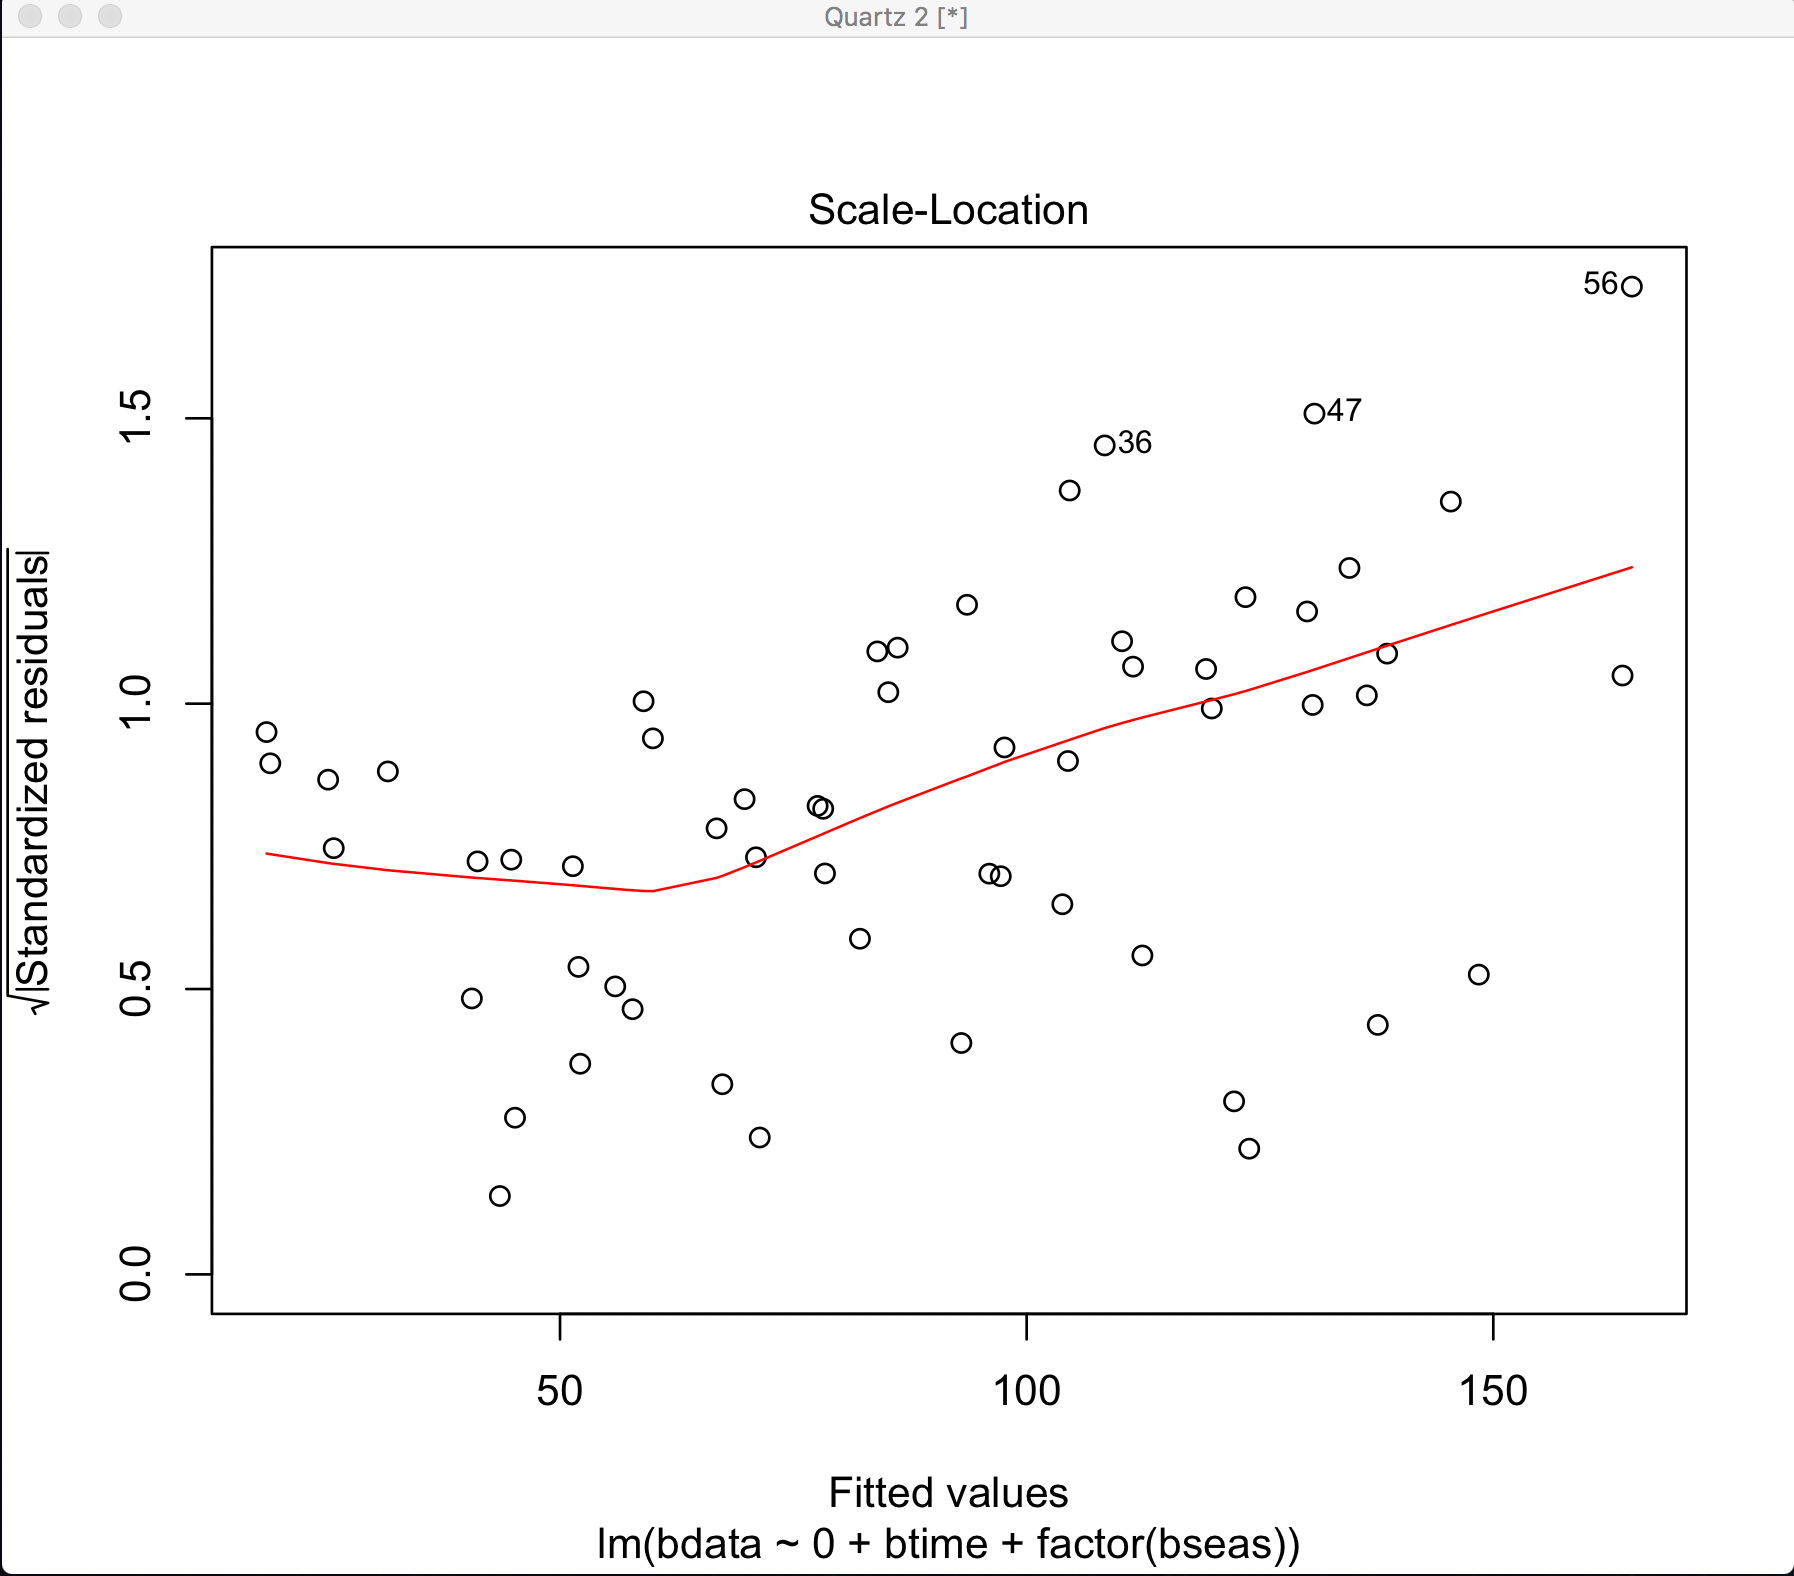 Quartz 2 [*]
Scale-Location
56
47
36
√|Standardized residuals|
1.5
1.0
0.5
0.0
50 100 150
Fitted values
lm(bdata ~ 0 + btime + factor(bseas))